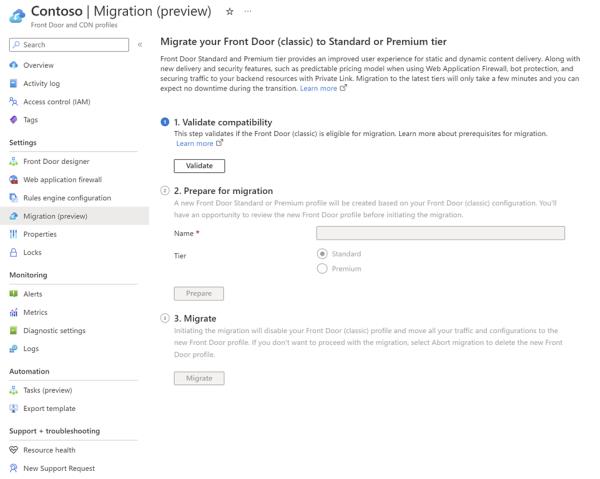 Contoso | Migration (preview) ☆ ···
Front Door and CDN profiles
Search «
Overview
Activity log
Access control (IAM)
Tags
Settings
Front Door designer
Web application firewall
Rules engine configuration
Migration (preview)
Properties
Locks
Monitoring
Alerts
Metrics
Diagnostic settings
Logs
Automation
Tasks (preview)
Export template
Support + troubleshooting
Resource health
New Support Request
Migrate your Front Door (classic) to Standard or Premium tier
Front Door Standard and Premium tier provides an improved user experience for static and dynamic content delivery. Along with
new delivery and security features, such as predictable pricing model when using Web Application Firewall, bot protection, and
securing traffic to your backend resources with Private Link. Migration to the latest tiers will only take a few minutes and you can
expect no downtime during the transition. Learn more
1 1. Validate compatibility
This step validates if the Front Door (classic) is eligible for migration. Learn more about prerequisites for migration.
Learn more
Validate
2 2. Prepare for migration
A new Front Door Standard or Premium profile will be created based on your Front Door (classic) configuration. You'll
have an opportunity to review the new Front Door profile before initiating the migration.
Name *
Tier Standard
Premium
Prepare
3 3. Migrate
Initiating the migration will disable your Front Door (classic) profile and move all your traffic and configurations to the
new Front Door profile. If you don't want to proceed with the migration, select Abort migration to delete the new Front
Door profile.
Migrate